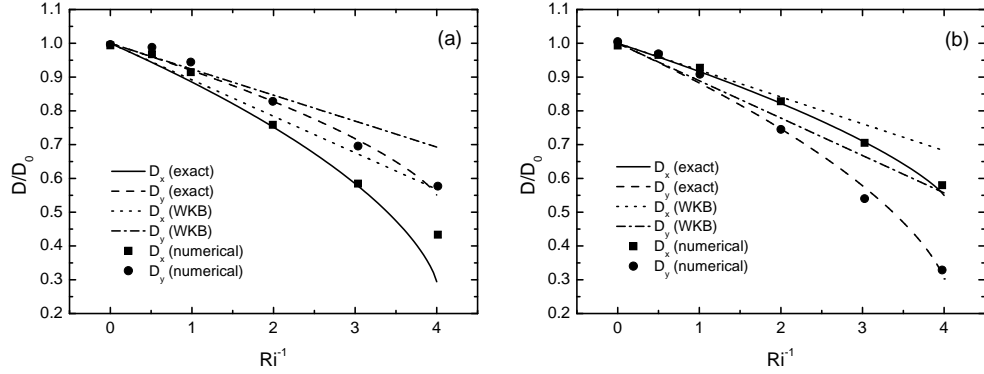 (a)
D/D0
1.1
1.0
0.9
0.8
0.7
0.6
0.5
0.4
0.3
0.2
Dx (exact)
Dy (exact)
Dx (WKB)
Dy (WKB)
Dx (numerical)
Dy (numerical)
0 1 2 3 4
Ri-1
(b)
D/D0
1.1
1.0
0.9
0.8
0.7
0.6
0.5
0.4
0.3
0.2
Dx (exact)
Dy (exact)
Dx (WKB)
Dy (WKB)
Dx (numerical)
Dy (numerical)
0 1 2 3 4
Ri-1